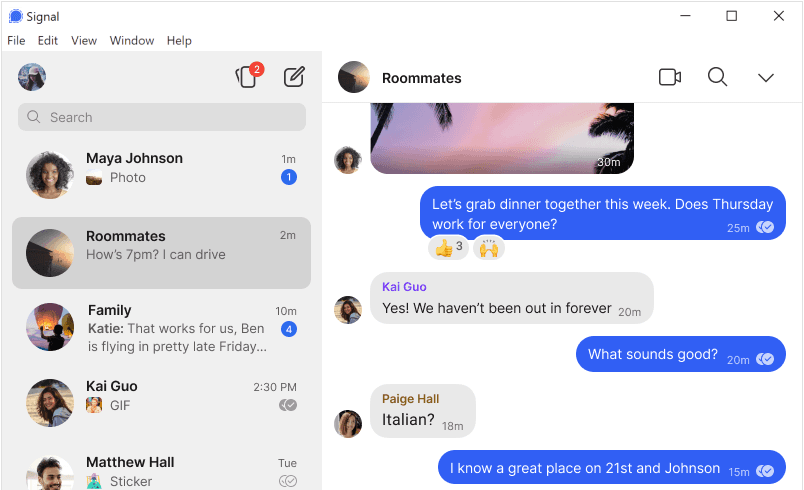 Signal
File Edit View Window Help
2
Search
Maya Johnson 1m
Photo 1
Roommates 2m
How's 7pm? I can drive
Family 10m
Katie: That works for us, Ben 4
is flying in pretty late Friday...
Kai Guo 2:30 PM
GIF
Matthew Hall Tue
Sticker
Roommates
30m
Let's grab dinner together this week. Does Thursday
work for everyone? 25m
3
Kai Guo
Yes! We haven't been out in forever 20m
What sounds good? 20m
Paige Hall
Italian? 18m
I know a great place on 21st and Johnson 15m